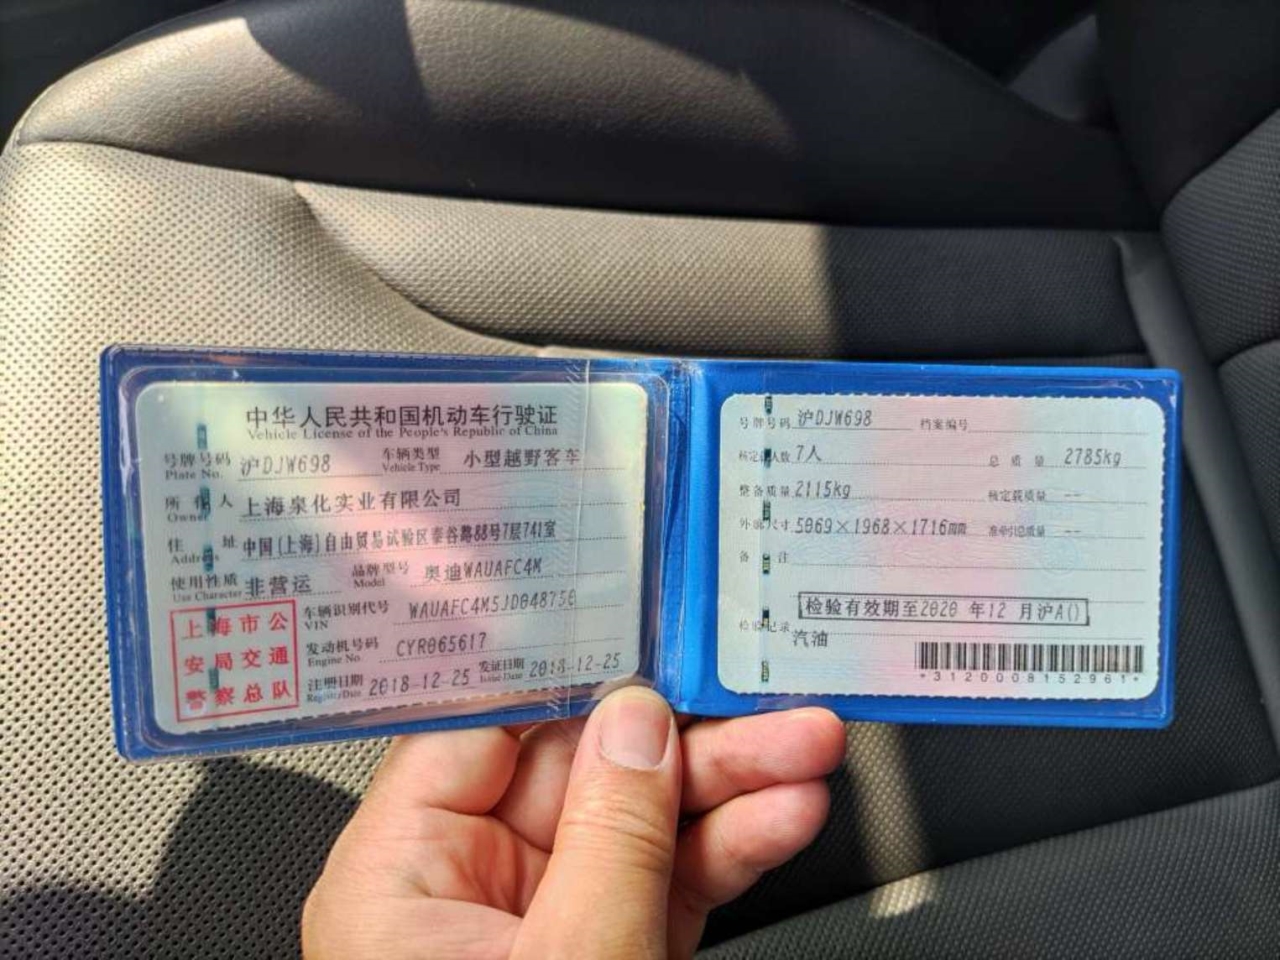 中华人民共和国机动车行驶证
Vehicle License of the People's Republic of China
号牌号码 沪DJW698 车辆类型 小型越野客车
Plate No. Vehicle Type
所有人 上海泉化实业有限公司
Owner
住址 中国(上海)自由贸易试验区泰谷路88号7层741室
Address
使用性质 非营运 品牌型号 奥迪WAUAFC4M
Use Character Model
车辆识别代号 WAUAFC4M5JD048750
VIN
发动机号码 CYR065617
Engine No.
注册日期 2018-12-25 发证日期 2018-12-25
Register Date Issue Date
上海市公
安局交通
警察总队
号牌号码 沪DJW698 档案编号
核定载人数 7人 总质量 2785kg
整备质量 2115kg 核定载质量 --
外廓尺寸 5069×1968×1716mm 准牵引总质量 --
备注
检验有效期至2020 年12 月沪A()
检验记录
汽油
*3120008152961*